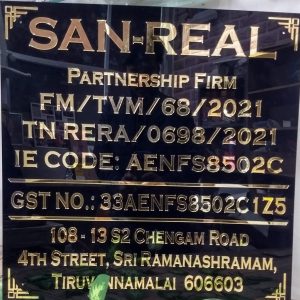 SAN-REAL
PARTNERSHIP FIRM
FM/TVM/68/2021
TN RERA/0698/2021
IE CODE: AENFS8502C
GST NO.: 33AENFS8502C1Z5
108 - 13 S2 CHENGAM ROAD
4TH STREET, SRI RAMANASHRAMAM,
TIRUVANNAMALAI 606603